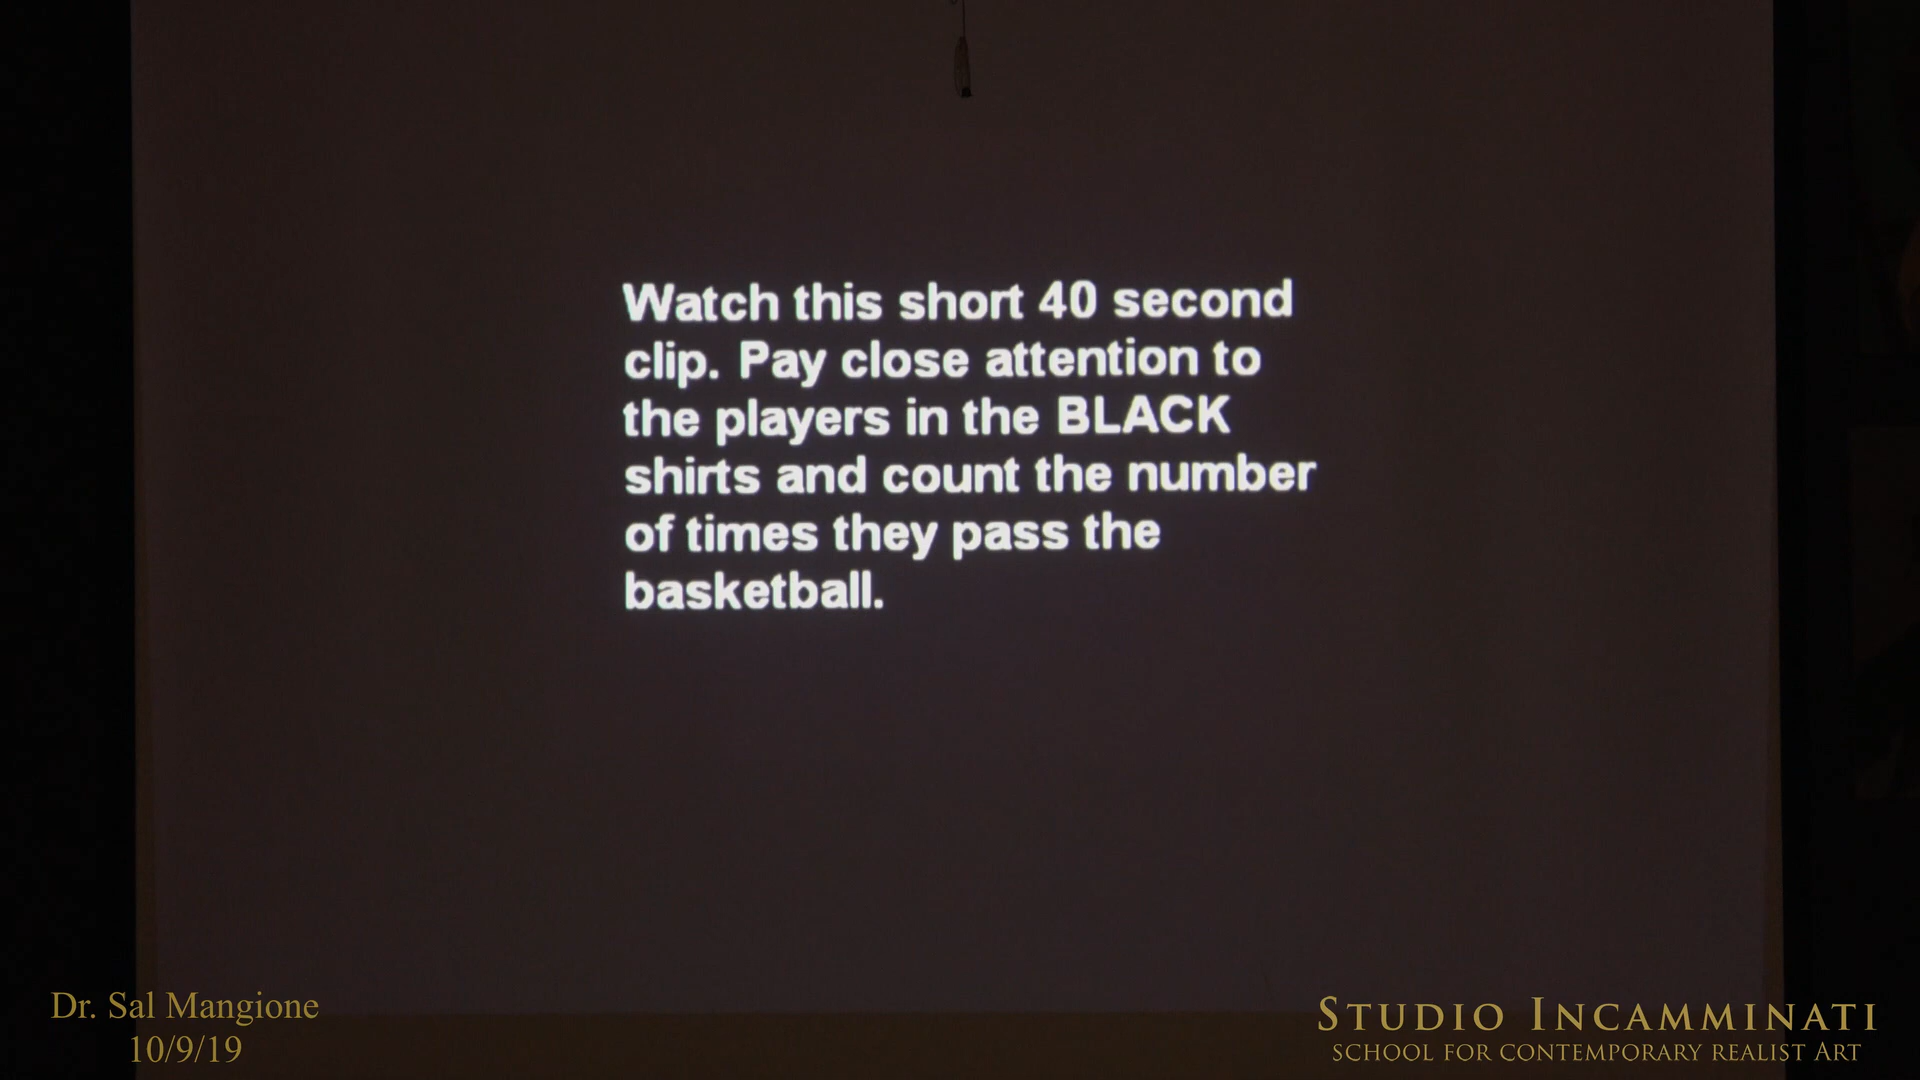 Watch this short 40 second
clip. Pay close attention to
the players in the BLACK
shirts and count the number
of times they pass the
basketball.
Dr. Sal Mangione
10/9/19
STUDIO INCAMMINATI
SCHOOL FOR CONTEMPORARY REALIST ART